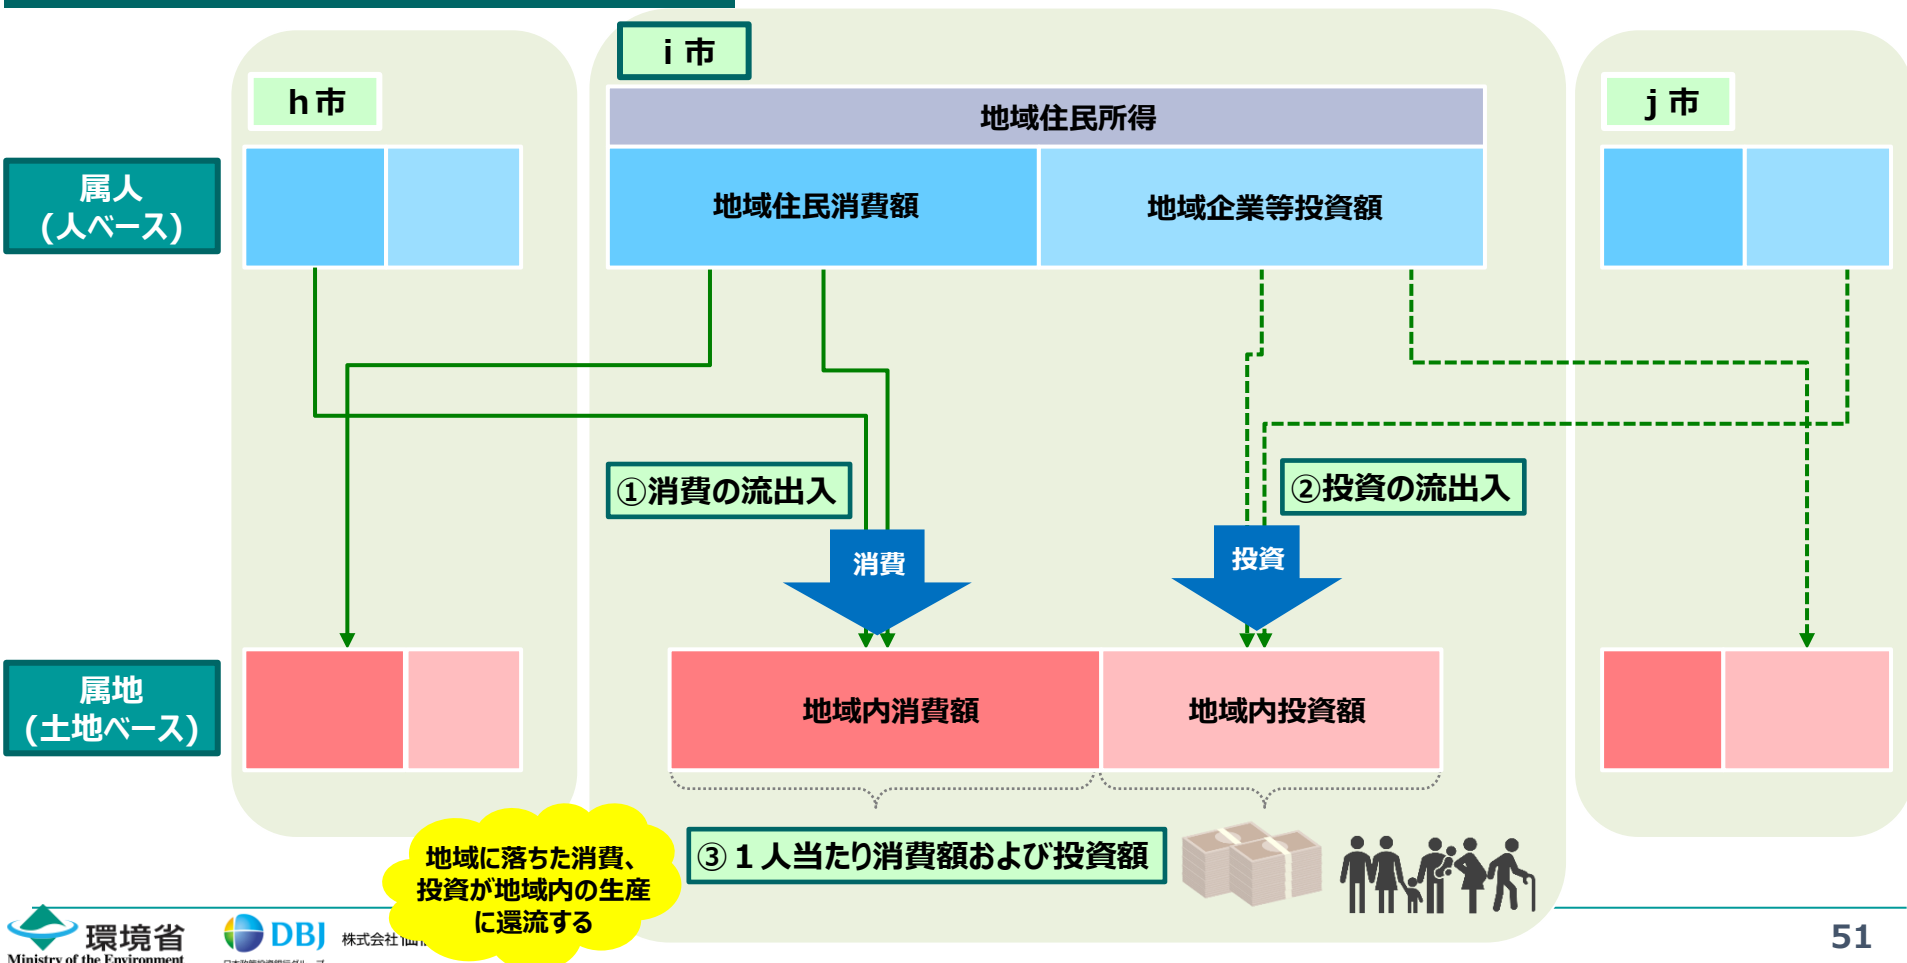 i 市
h市
j 市
地域住民所得
属人
(人ベース)
地域住民消費額
地域企業等投資額
①消費の流出入
②投資の流出入
消費
投資
属地
(土地ベース)
地域内消費額
地域内投資額
③１人当たり消費額および投資額
地域に落ちた消費、
投資が地域内の生産
に還流する
環境省
Ministry of the Environment
DBJ
株式会社
51